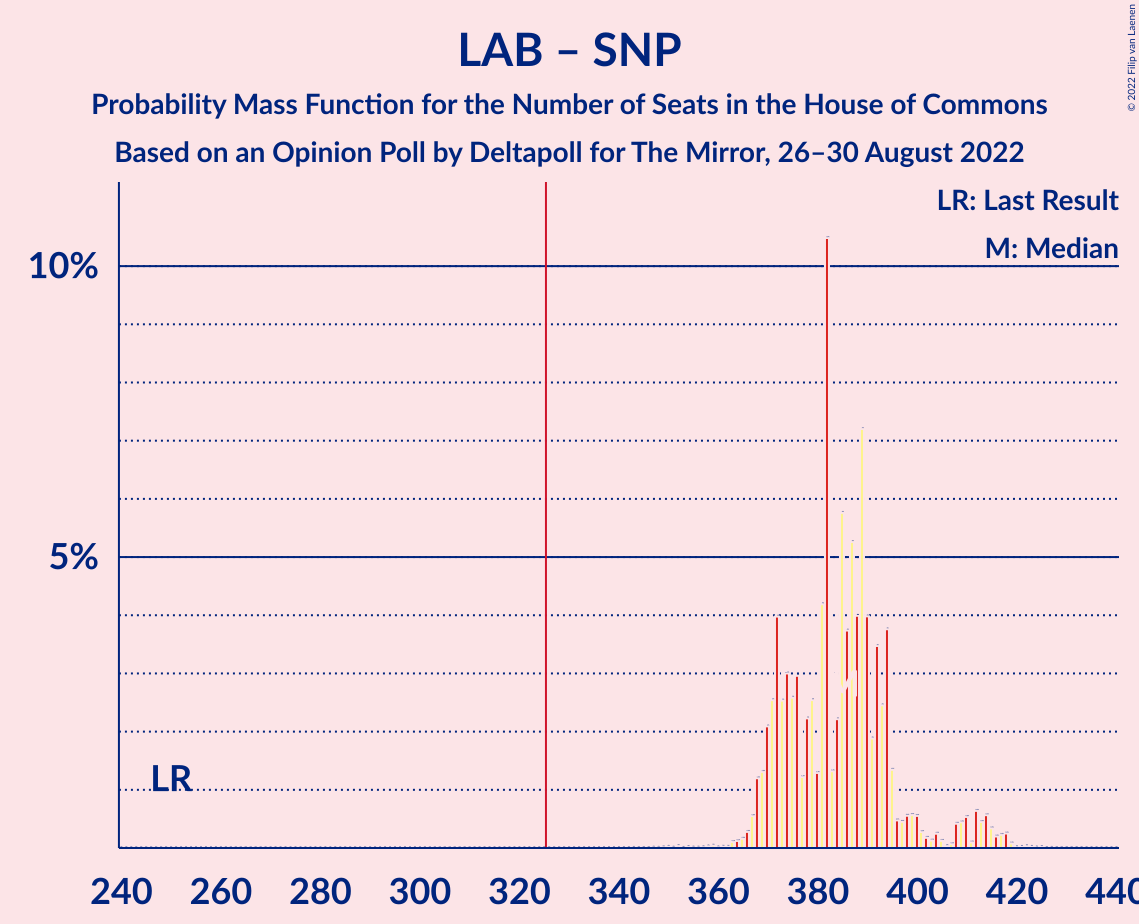 LAB – SNP
Probability Mass Function for the Number of Seats in the House of Commons
Based on an Opinion Poll by Deltapoll for The Mirror, 26–30 August 2022
© 2022 Filip van Laenen
LR: Last Result
M: Median
10%
5%
LR
M
240 260 280 300 320 340 360 380 400 420 440